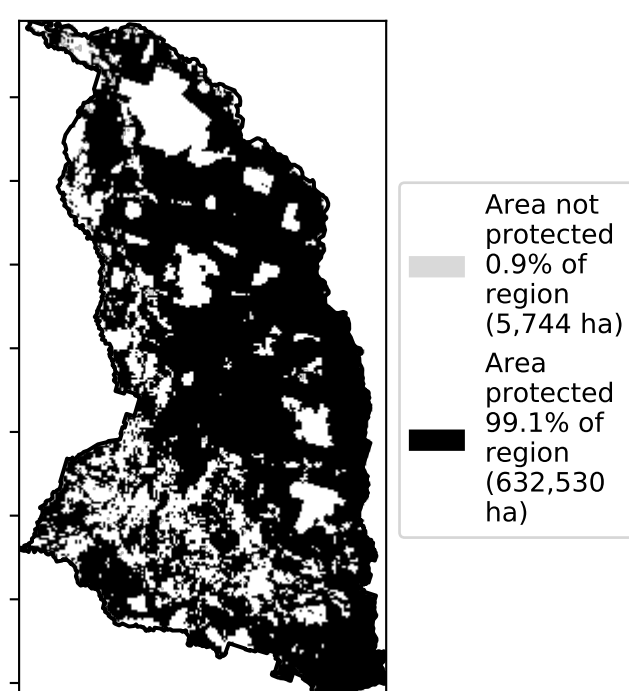 Area not
protected
0.9% of
region
(5,744 ha)
Area
protected
99.1% of
region
(632,530
ha)